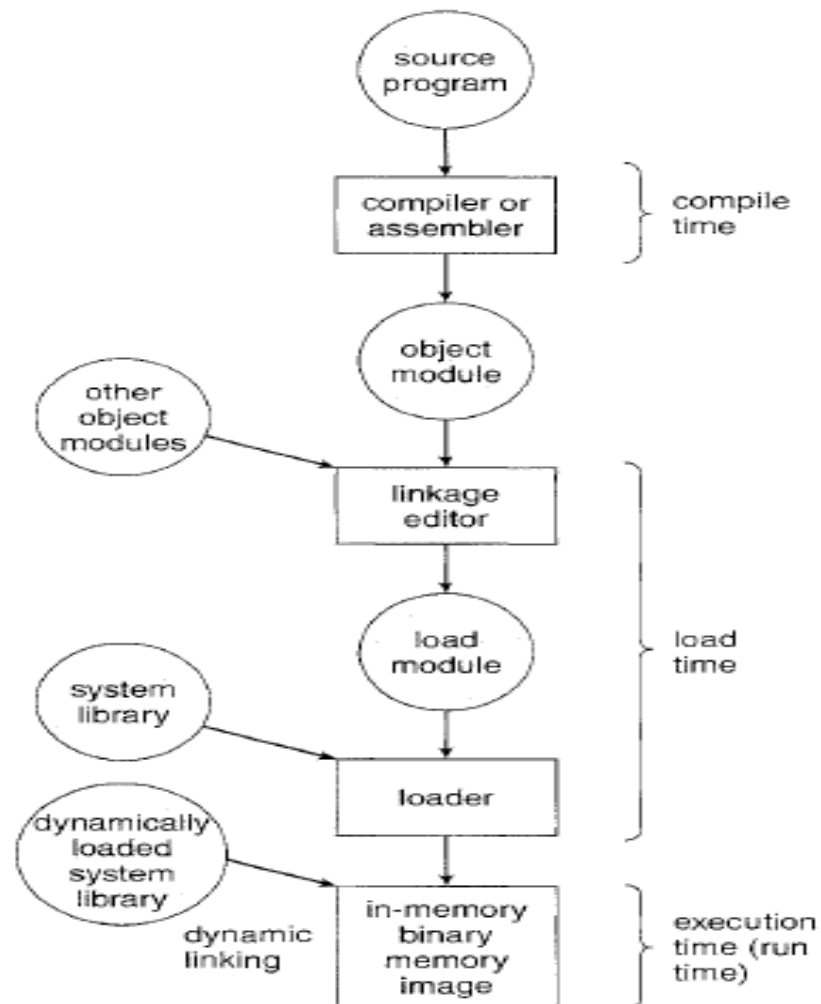 source
program
compiler or
assembler
compile
time
object
module
other
object
modules
linkage
editor
load
module
load
time
system
library
loader
dynamically
loaded
system
library
dynamic
linking
in-memory
binary
memory
image
execution
time (run
time)